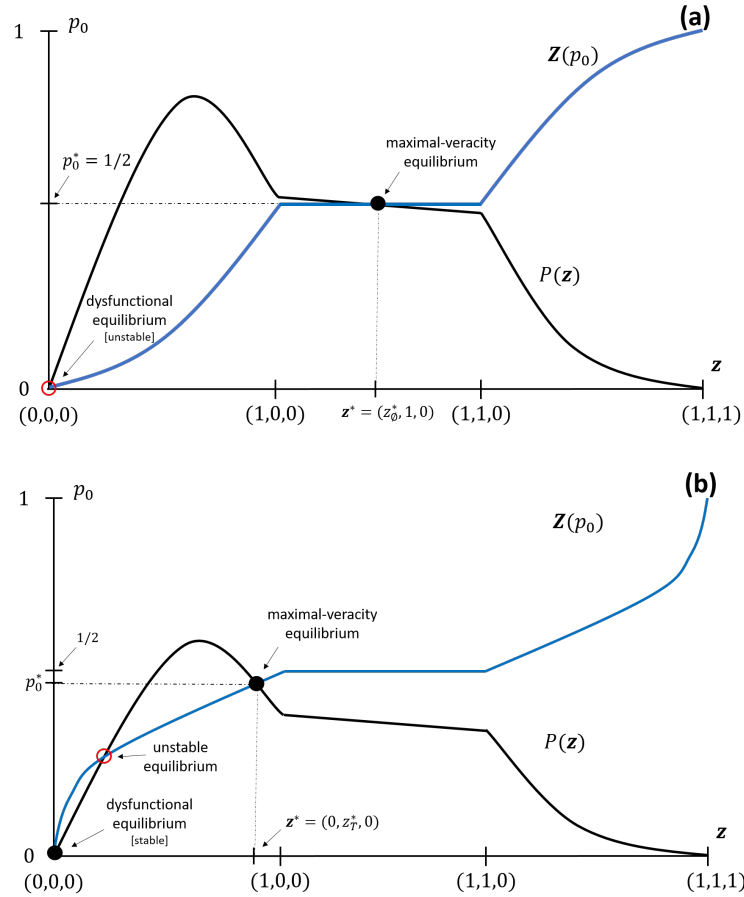 (a)
1
p₀
Z(p₀)
maximal-veracity
equilibrium
p₀* = 1/2
P(z)
dysfunctional
equilibrium
[unstable]
z
0
(0,0,0)
(1,0,0)
z* = (z∅*, 1, 0)
(1,1,0)
(1,1,1)
(b)
1
p₀
Z(p₀)
maximal-veracity
equilibrium
1/2
p₀*
unstable
equilibrium
P(z)
dysfunctional
equilibrium
[stable]
z* = (0, z_T*, 0)
z
0
(0,0,0)
(1,0,0)
(1,1,0)
(1,1,1)